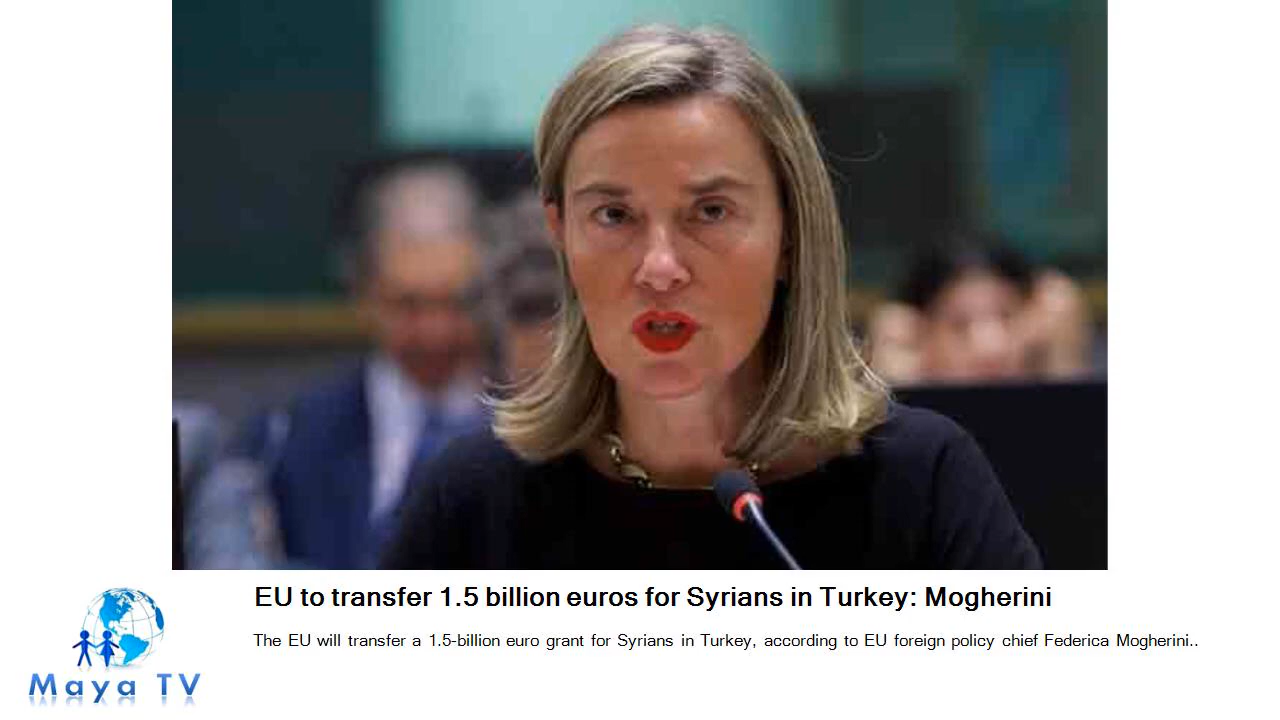 EU to transfer 1.5 billion euros for Syrians in Turkey: Mogherini
The EU will transfer a 1.5-billion euro grant for Syrians in Turkey, according to EU foreign policy chief Federica Mogherini..
Maya TV